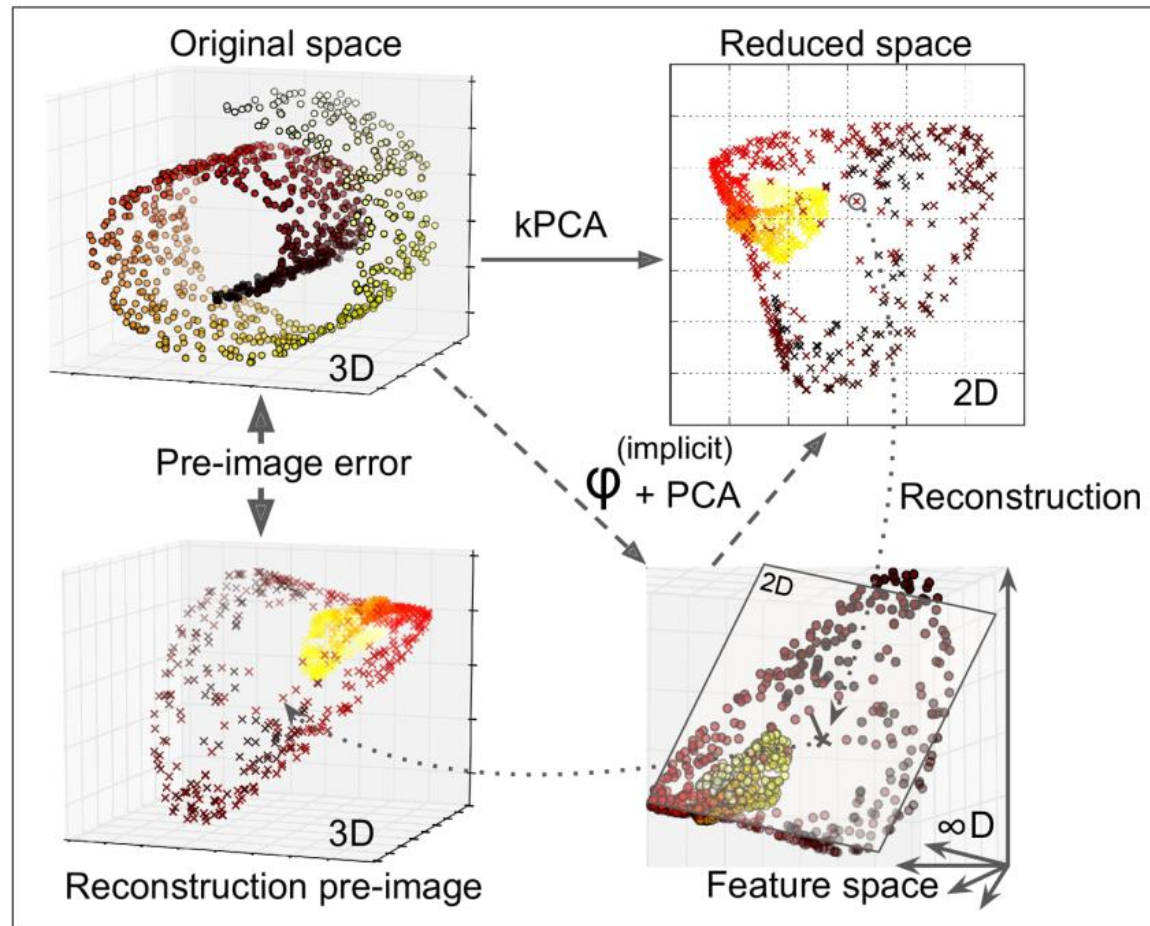 Original space
Reduced space
kPCA
3D
2D
Pre-image error
(implicit)
φ + PCA
Reconstruction
2D
3D
∞D
Reconstruction pre-image
Feature space